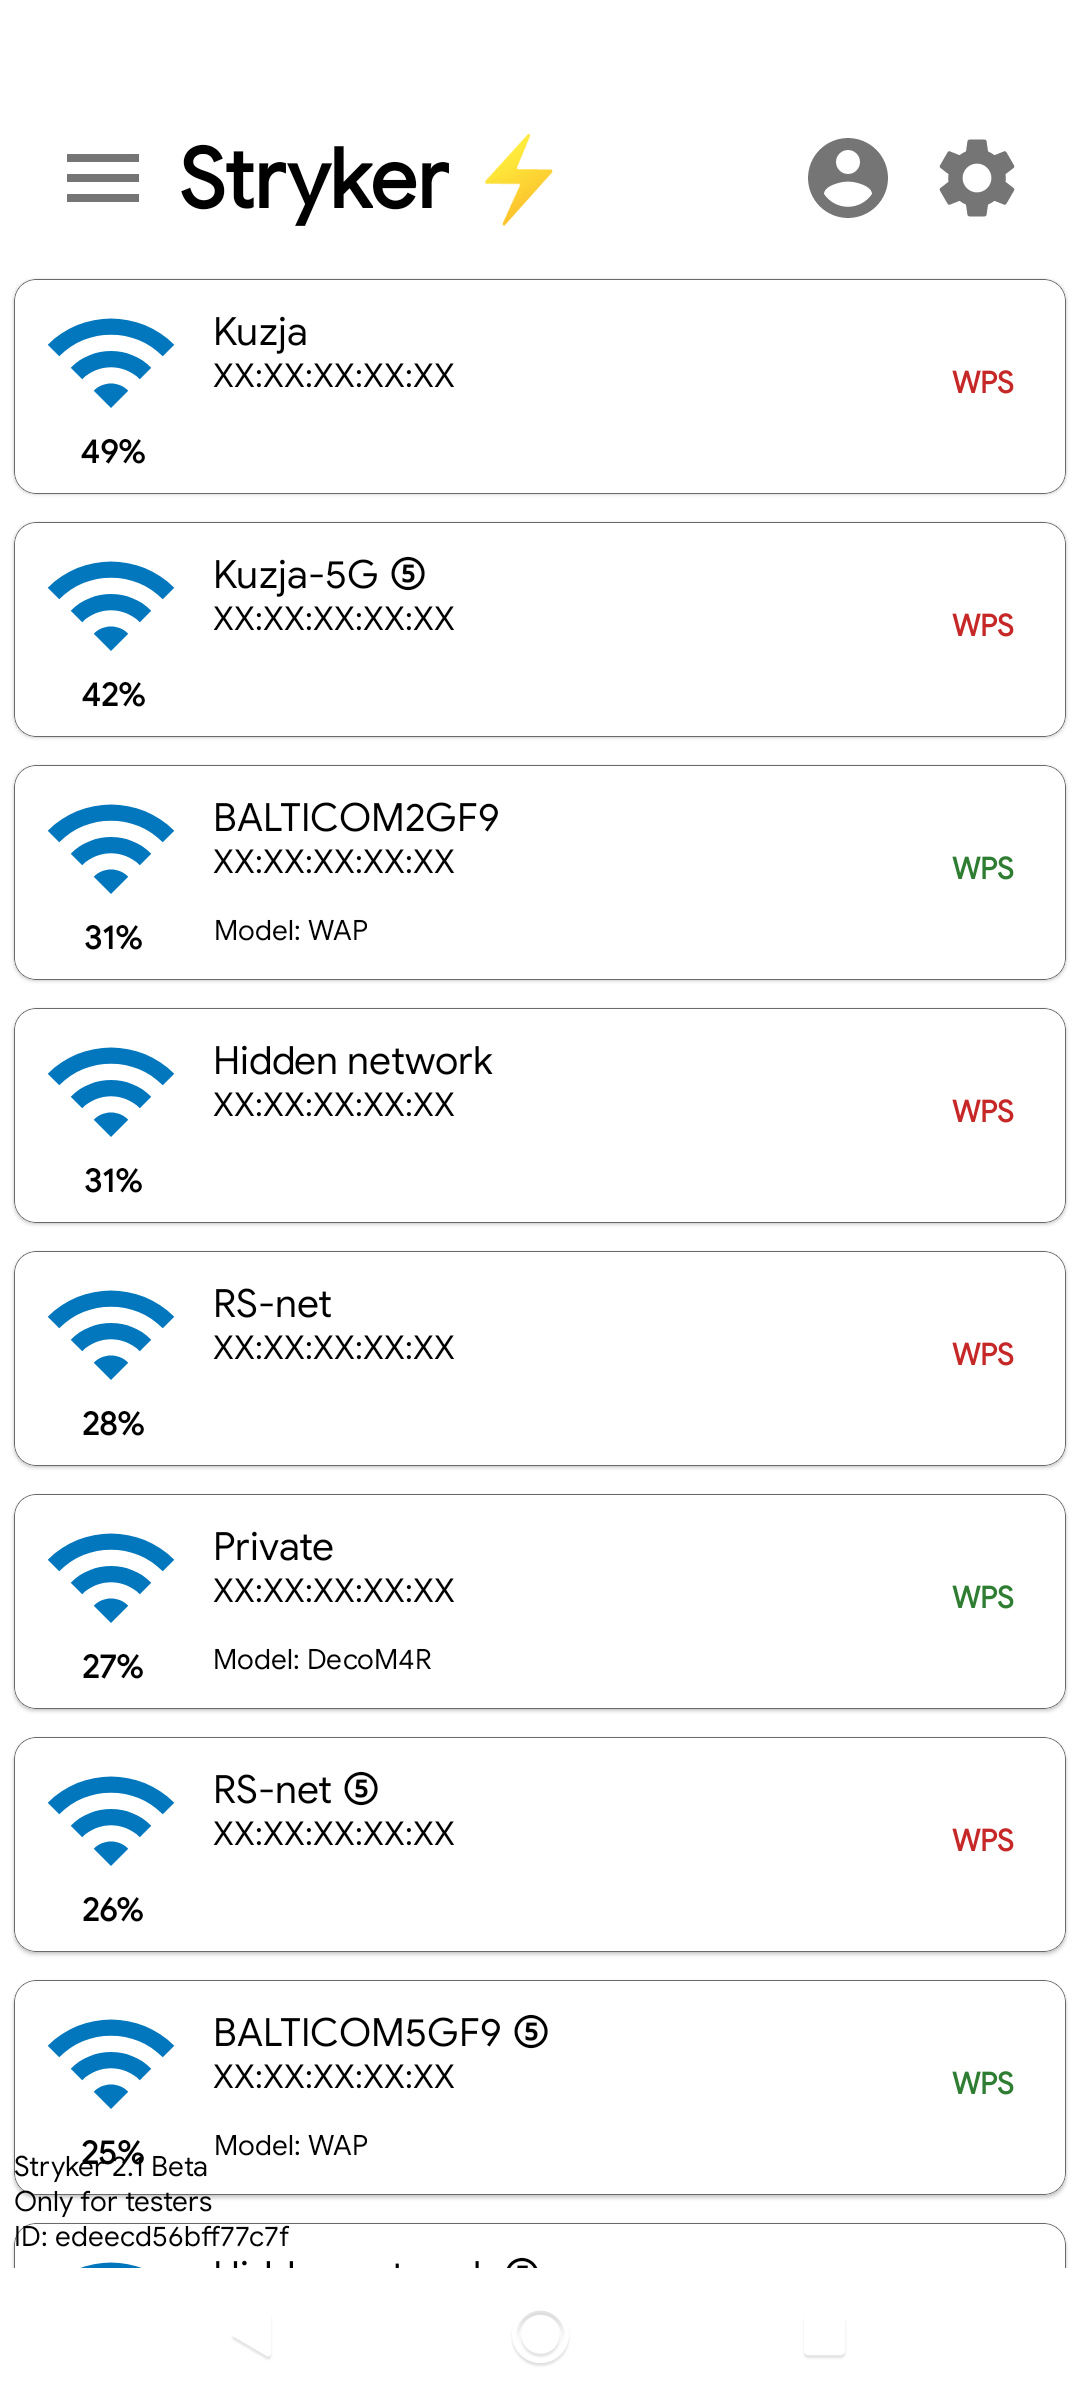 Stryker ⚡
Kuzja
XX:XX:XX:XX:XX
WPS
49%
Kuzja-5G ⑤
XX:XX:XX:XX:XX
WPS
42%
BALTICOM2GF9
XX:XX:XX:XX:XX
WPS
Model: WAP
31%
Hidden network
XX:XX:XX:XX:XX
WPS
31%
RS-net
XX:XX:XX:XX:XX
WPS
28%
Private
XX:XX:XX:XX:XX
WPS
Model: DecoM4R
27%
RS-net ⑤
XX:XX:XX:XX:XX
WPS
26%
BALTICOM5GF9 ⑤
XX:XX:XX:XX:XX
WPS
Model: WAP
25%
Stryker 2.1 Beta
Only for testers
ID: edeecd56bff77c7f